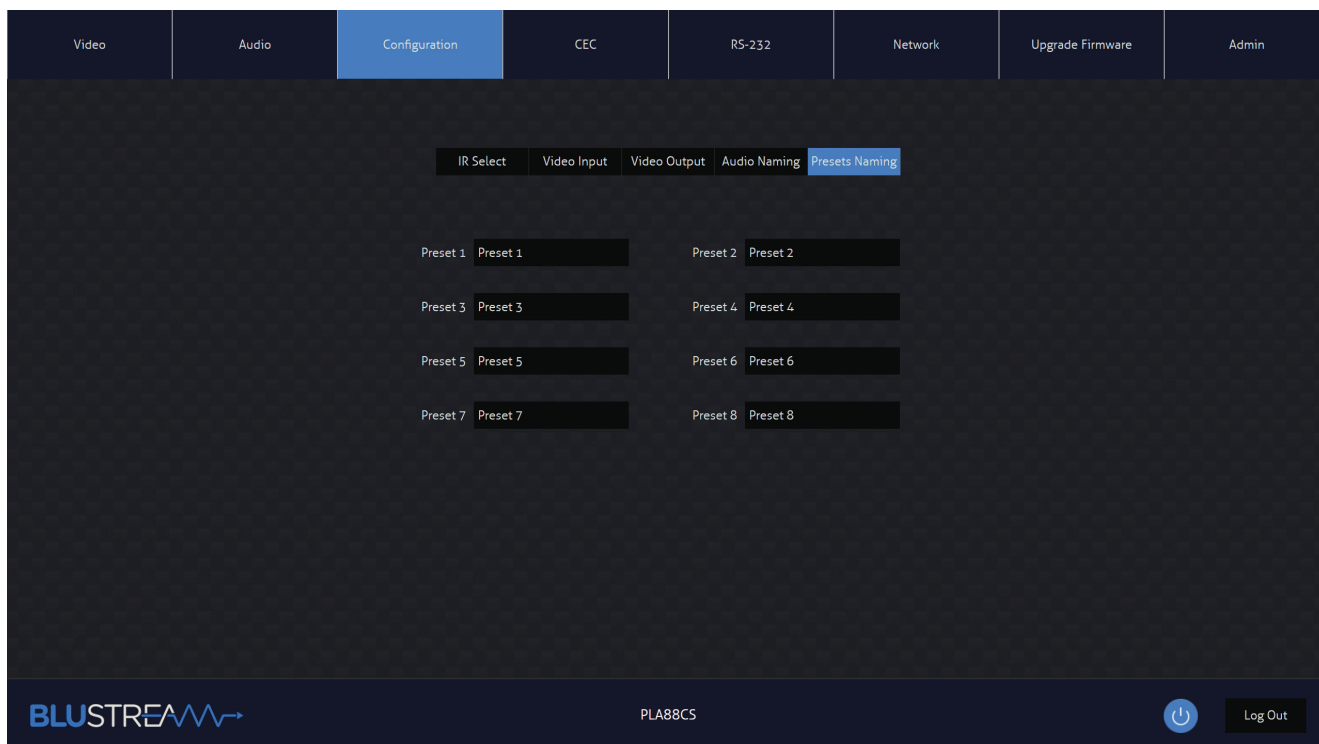 Video Audio Configuration CEC RS-232 Network Upgrade Firmware Admin
IR Select Video Input Video Output Audio Naming Presets Naming
Preset 1 Preset 1 Preset 2 Preset 2
Preset 3 Preset 3 Preset 4 Preset 4
Preset 5 Preset 5 Preset 6 Preset 6
Preset 7 Preset 7 Preset 8 Preset 8
BLUSTREAM PLA88CS Log Out